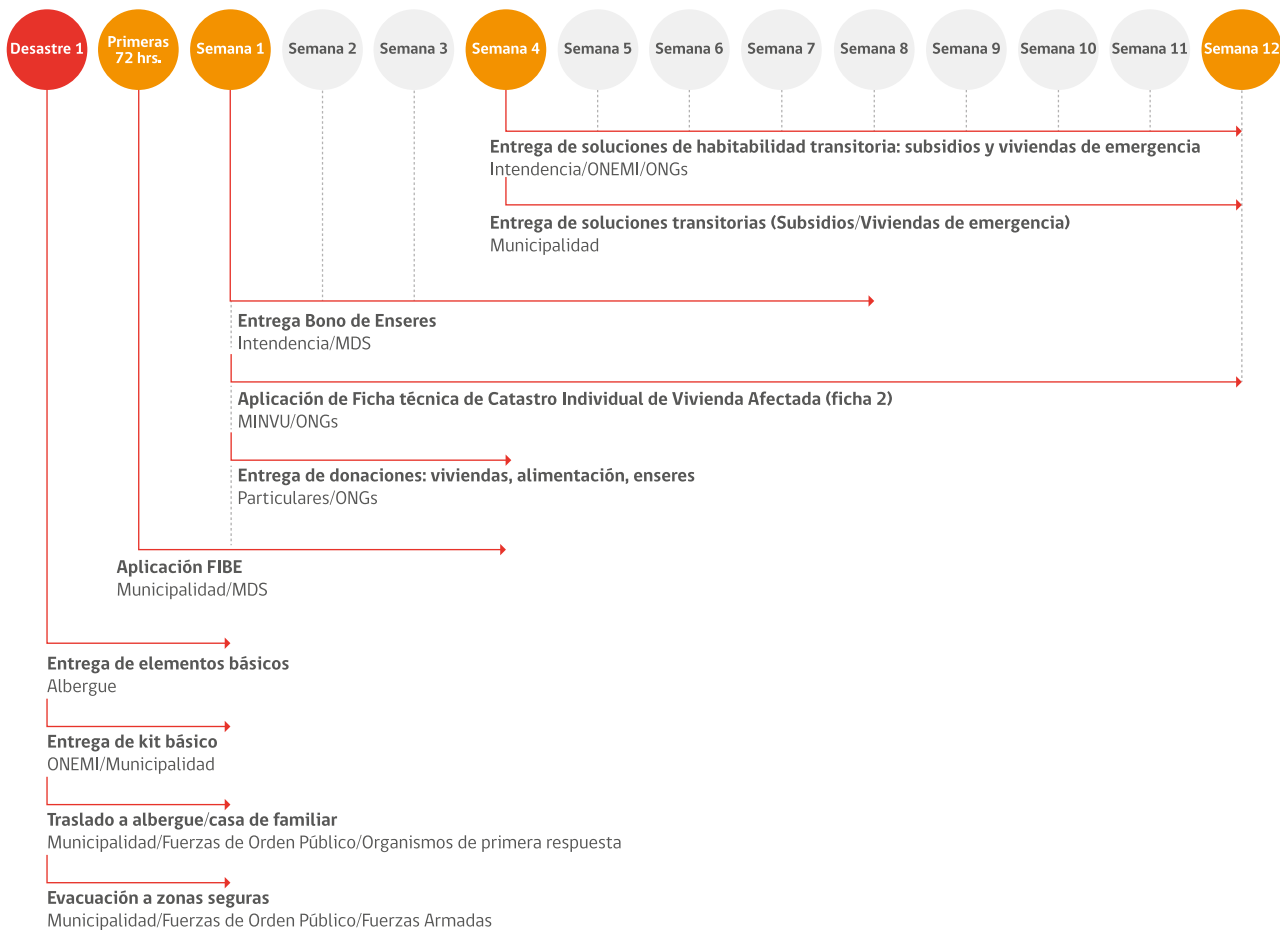 Desastre 1
Primeras
72 hrs.
Semana 1
Semana 2
Semana 3
Semana 4
Semana 5
Semana 6
Semana 7
Semana 8
Semana 9
Semana 10
Semana 11
Semana 12
Entrega de soluciones de habitabilidad transitoria: subsidios y viviendas de emergencia
Intendencia/ONEMI/ONGs
Entrega de soluciones transitorias (Subsidios/Viviendas de emergencia)
Municipalidad
Entrega Bono de Enseres
Intendencia/MDS
Aplicación de Ficha técnica de Catastro Individual de Vivienda Afectada (ficha 2)
MINVU/ONGs
Entrega de donaciones: viviendas, alimentación, enseres
Particulares/ONGs
Aplicación FIBE
Municipalidad/MDS
Entrega de elementos básicos
Albergue
Entrega de kit básico
ONEMI/Municipalidad
Traslado a albergue/casa de familiar
Municipalidad/Fuerzas de Orden Público/Organismos de primera respuesta
Evacuación a zonas seguras
Municipalidad/Fuerzas de Orden Público/Fuerzas Armadas